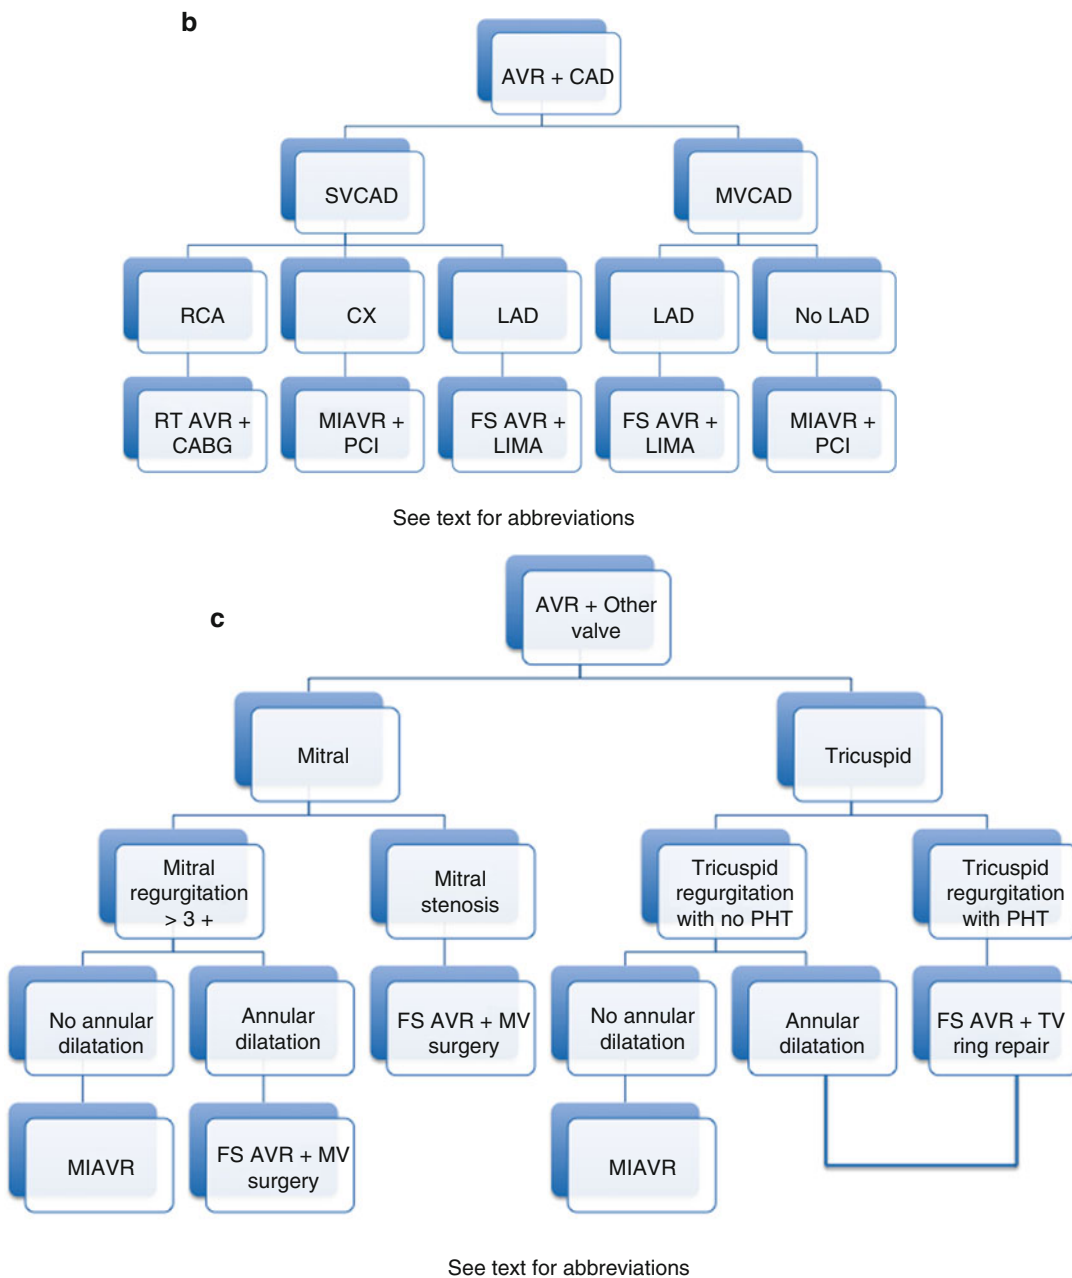 b
AVR + CAD
SVCAD
MVCAD
RCA
CX
LAD
LAD
No LAD
RT AVR +
CABG
MIAVR +
PCI
FS AVR +
LIMA
FS AVR +
LIMA
MIAVR +
PCI
See text for abbreviations
c
AVR + Other
valve
Mitral
Tricuspid
Mitral
regurgitation
> 3 +
Mitral
stenosis
Tricuspid
regurgitation
with no PHT
Tricuspid
regurgitation
with PHT
No annular
dilatation
Annular
dilatation
FS AVR + MV
surgery
No annular
dilatation
Annular
dilatation
FS AVR + TV
ring repair
MIAVR
FS AVR + MV
surgery
MIAVR
See text for abbreviations